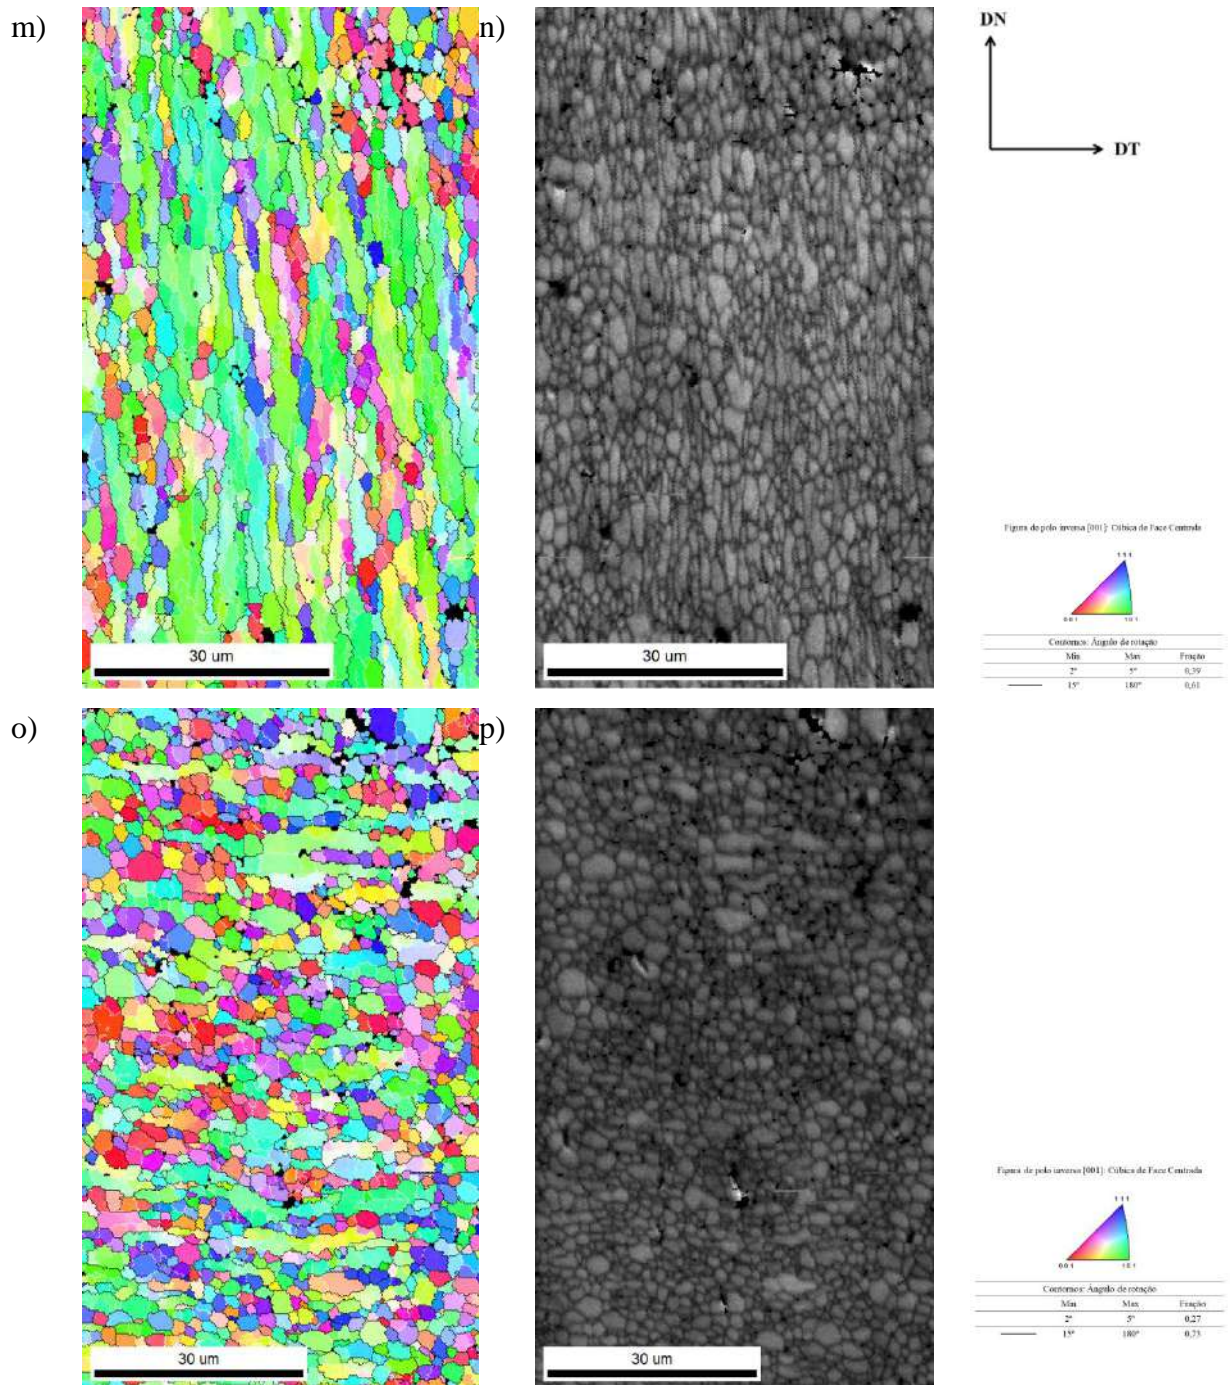 m)
n)
DN
DT
Figura de polo inversa [001]: Cúbica de Face Centrada
1 1 1
0 0 1
1 0 1
Contornos: Ângulo de rotação
Min Max Fração
2° 5° 0,39
15° 180° 0,61
30 um
30 um
o)
p)
Figura de polo inversa [001]: Cúbica de Face Centrada
1 1 1
0 0 1
1 0 1
Contornos: Ângulo de rotação
Min Max Fração
2° 5° 0,27
15° 180° 0,73
30 um
30 um